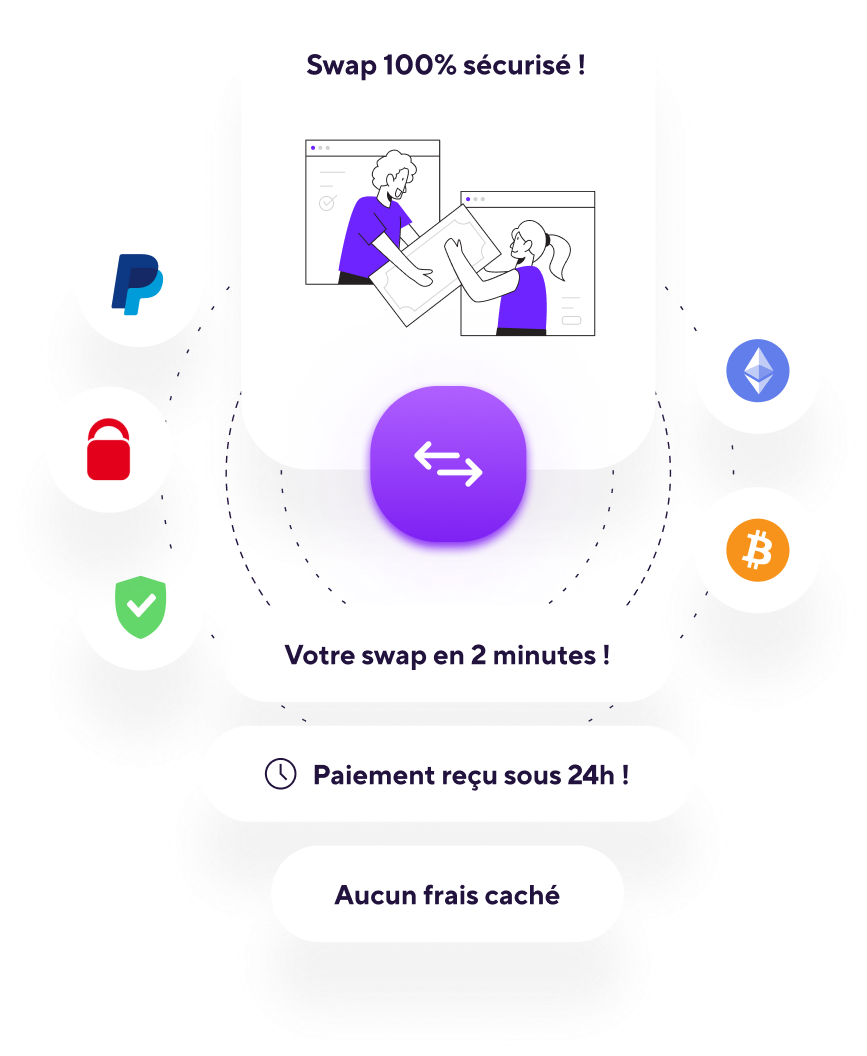 Swap 100% sécurisé !
Votre swap en 2 minutes !
Paiement reçu sous 24h !
Aucun frais caché